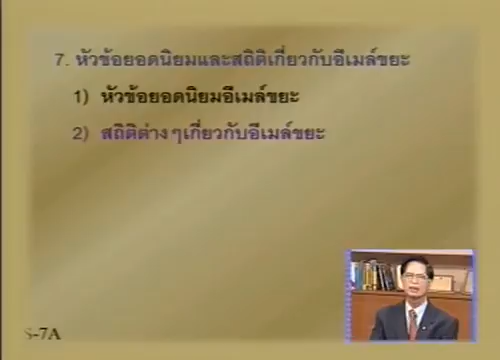 7. หัวข้อยอดนิยมและสถิติเกี่ยวกับอีเมล์ขยะ
1) หัวข้อยอดนิยมอีเมล์ขยะ
2) สถิติต่างๆเกี่ยวกับอีเมล์ขยะ
S-7A